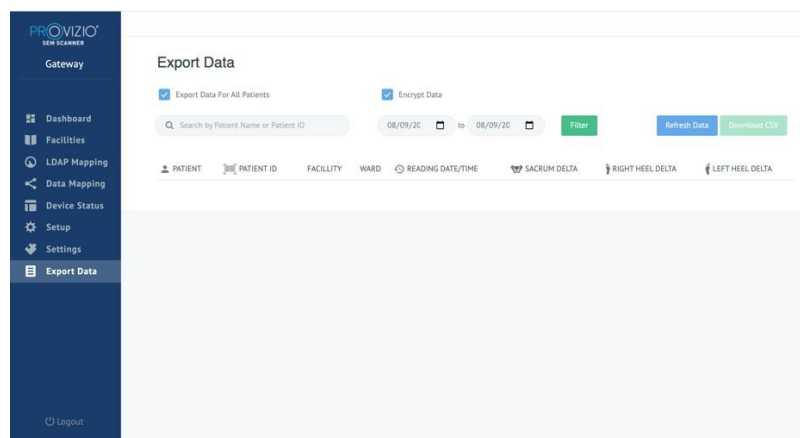 PROVIZIO®
SEM SCANNER
Gateway
Dashboard
Facilities
LDAP Mapping
Data Mapping
Device Status
Setup
Settings
Export Data
Logout
Export Data
Export Data For All Patients
Encrypt Data
Search by Patient Name or Patient ID
08/09/20 to 08/09/20
Filter
Refresh Data
Download CSV
PATIENT PATIENT ID FACILLITY WARD READING DATE/TIME SACRUM DELTA RIGHT HEEL DELTA LEFT HEEL DELTA